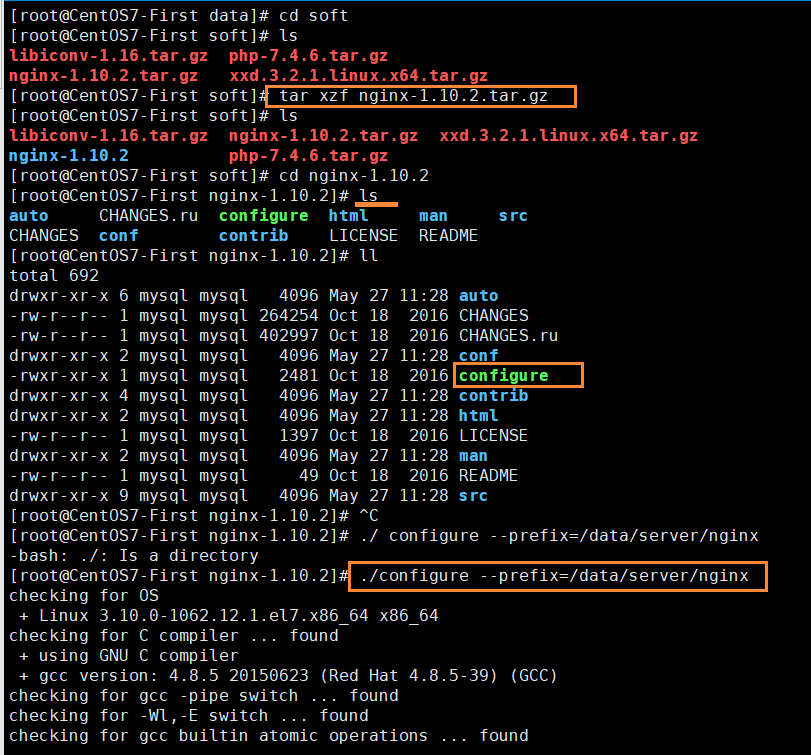 [root@CentOS7-First data]# cd soft
[root@CentOS7-First soft]# ls
libiconv-1.16.tar.gz  php-7.4.6.tar.gz
nginx-1.10.2.tar.gz   xxd.3.2.1.linux.x64.tar.gz
[root@CentOS7-First soft]# tar xzf nginx-1.10.2.tar.gz
[root@CentOS7-First soft]# ls
libiconv-1.16.tar.gz  nginx-1.10.2.tar.gz  xxd.3.2.1.linux.x64.tar.gz
nginx-1.10.2          php-7.4.6.tar.gz
[root@CentOS7-First soft]# cd nginx-1.10.2
[root@CentOS7-First nginx-1.10.2]# ls
auto     CHANGES.ru  configure  html     man     src
CHANGES  conf        contrib    LICENSE  README
[root@CentOS7-First nginx-1.10.2]# ll
total 692
drwxr-xr-x 6 mysql mysql   4096 May 27 11:28 auto
-rw-r--r-- 1 mysql mysql 264254 Oct 18  2016 CHANGES
-rw-r--r-- 1 mysql mysql 402997 Oct 18  2016 CHANGES.ru
drwxr-xr-x 2 mysql mysql   4096 May 27 11:28 conf
-rwxr-xr-x 1 mysql mysql   2481 Oct 18  2016 configure
drwxr-xr-x 4 mysql mysql   4096 May 27 11:28 contrib
drwxr-xr-x 2 mysql mysql   4096 May 27 11:28 html
-rw-r--r-- 1 mysql mysql   1397 Oct 18  2016 LICENSE
drwxr-xr-x 2 mysql mysql   4096 May 27 11:28 man
-rw-r--r-- 1 mysql mysql     49 Oct 18  2016 README
drwxr-xr-x 9 mysql mysql   4096 May 27 11:28 src
[root@CentOS7-First nginx-1.10.2]# ^C
[root@CentOS7-First nginx-1.10.2]# ./ configure --prefix=/data/server/nginx
-bash: ./: Is a directory
[root@CentOS7-First nginx-1.10.2]# ./configure --prefix=/data/server/nginx
checking for OS
 + Linux 3.10.0-1062.12.1.el7.x86_64 x86_64
checking for C compiler ... found
 + using GNU C compiler
 + gcc version: 4.8.5 20150623 (Red Hat 4.8.5-39) (GCC)
checking for gcc -pipe switch ... found
checking for -Wl,-E switch ... found
checking for gcc builtin atomic operations ... found